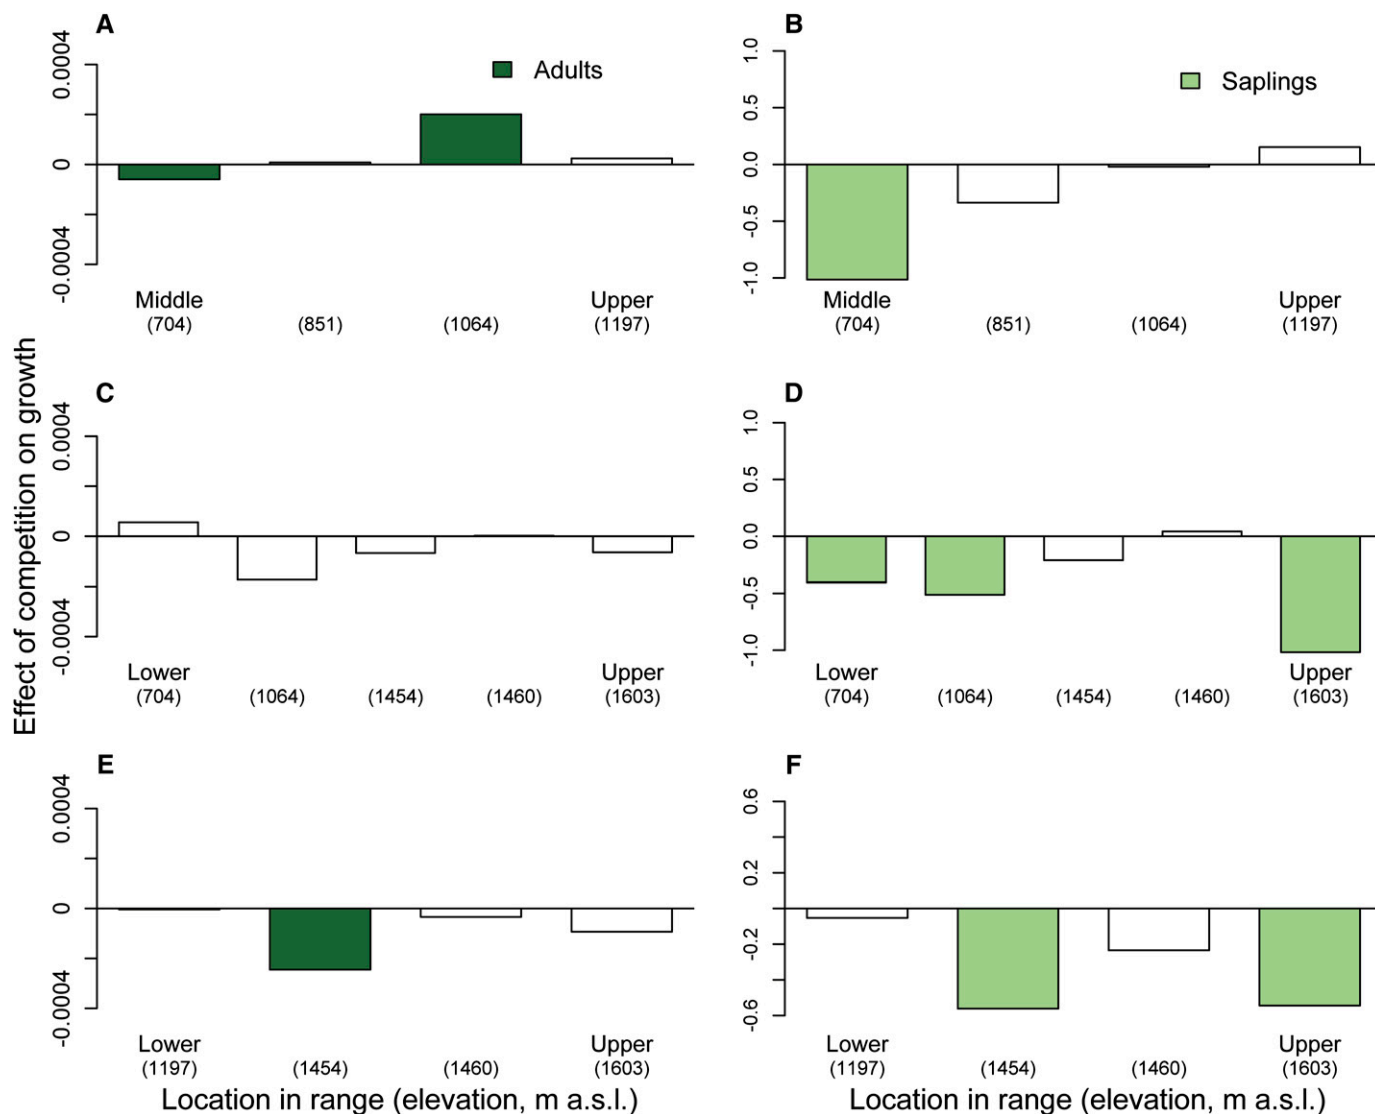 A
B
0.0004
0
-0.0004
Adults
1.0
0.5
0.0
-0.5
-1.0
Saplings
Middle Upper
(704) (851) (1064) (1197)
Middle Upper
(704) (851) (1064) (1197)
Effect of competition on growth
C
D
0.0004
0
-0.0004
1.0
0.5
0.0
-0.5
-1.0
Lower Upper
(704) (1064) (1454) (1460) (1603)
Lower Upper
(704) (1064) (1454) (1460) (1603)
E
F
0.0004
0
-0.0004
0.6
0.2
-0.2
-0.6
Lower Upper
(1197) (1454) (1460) (1603)
Lower Upper
(1197) (1454) (1460) (1603)
Location in range (elevation, m a.s.l.)
Location in range (elevation, m a.s.l.)